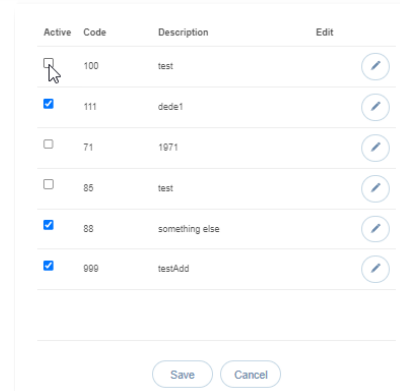 Active Code Description Edit
100 test
111 dede1
71 1971
85 test
88 something else
999 testAdd
Save Cancel